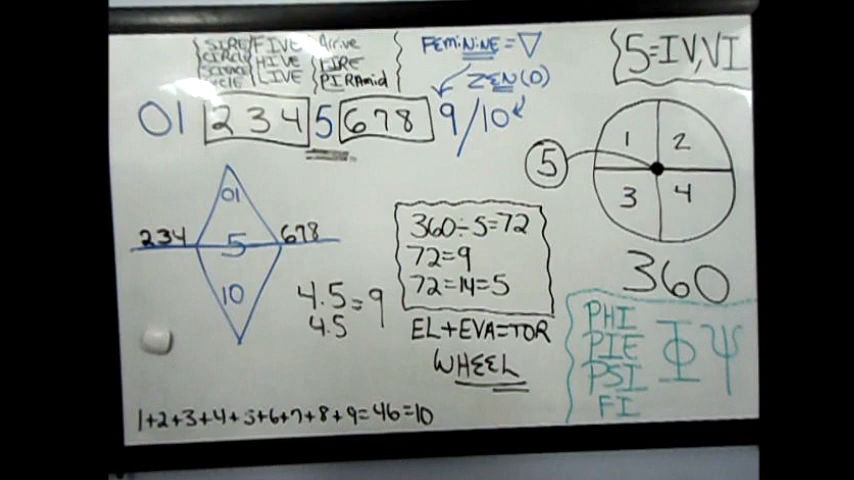 SIRE/FIVE Arrive
CIRCLE HIVE FIRE
LIVE PIRAmid
CYCLE
FEMiNiNE=▽
ZEN(0)
5=IV,VI
01 234 5 678 9/10
1 2
5
3 4
360
01
234 5 678
10
360÷5=72
72=9
72=14=5
4.5=9
4.5
EL+EVA=TOR
WHEEL
PHI
PIE
PSI
FI
Φ Ψ
1+2+3+4+5+6+7+8+9=46=10